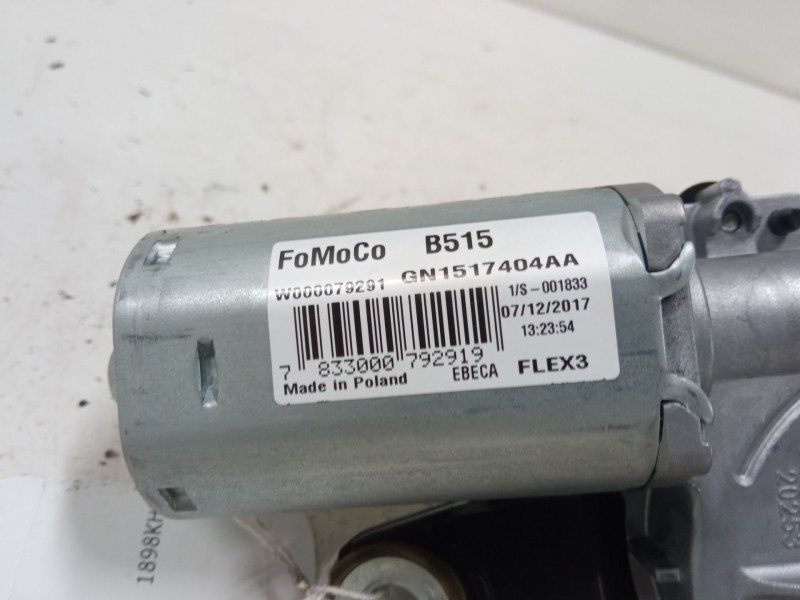 FoMoCo B515
W000079291 GN1517404AA
1/S-001833
07/12/2017
13:23:54
7 833000 792919
Made in Poland EBECA FLEX3
1898KH